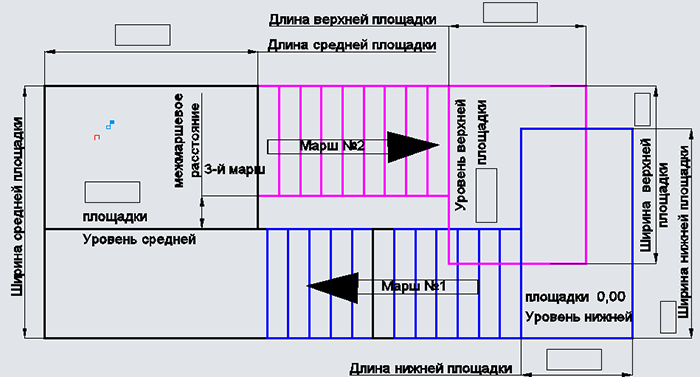 Длина верхней площадки
Длина средней площадки
Ширина средней площадки
межмаршевое
расстояние
3-й марш
Марш №2
Уровень верхней
площадки
Ширина верхней
площадки
Ширина нижней площадки
площадки
Уровень средней
Марш №1
площадки 0,00
Уровень нижней
Длина нижней площадки